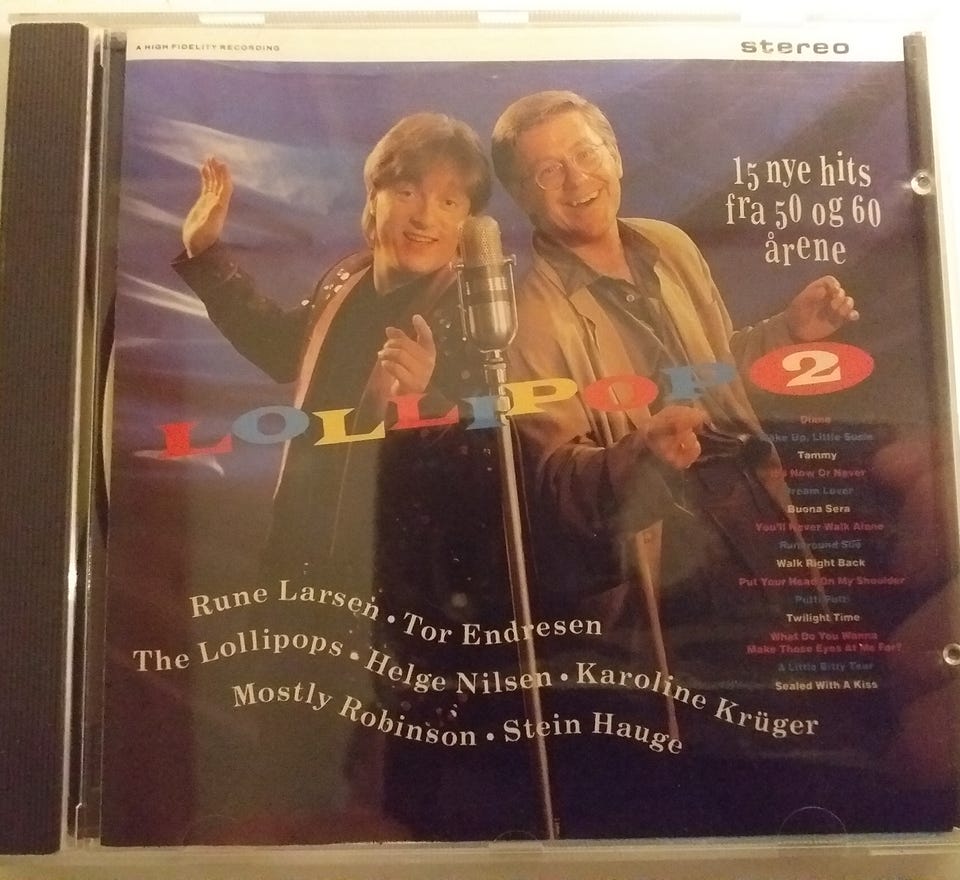 A HIGH FIDELITY RECORDING
stereo
15 nye hits
fra 50 og 60
årene
LOLLIPOP 2
Diana
Wake Up, Little Susie
Tammy
It's Now Or Never
Dream Lover
Buona Sera
You'll Never Walk Alone
Runaround Sue
Walk Right Back
Put Your Head On My Shoulder
Putti Putti
Twilight Time
What Do You Wanna
Make Those Eyes At Me For?
A Little Bitty Tear
Sealed With A Kiss
Rune Larsen • Tor Endresen
The Lollipops • Helge Nilsen • Karoline Krüger
Mostly Robinson • Stein Hauge